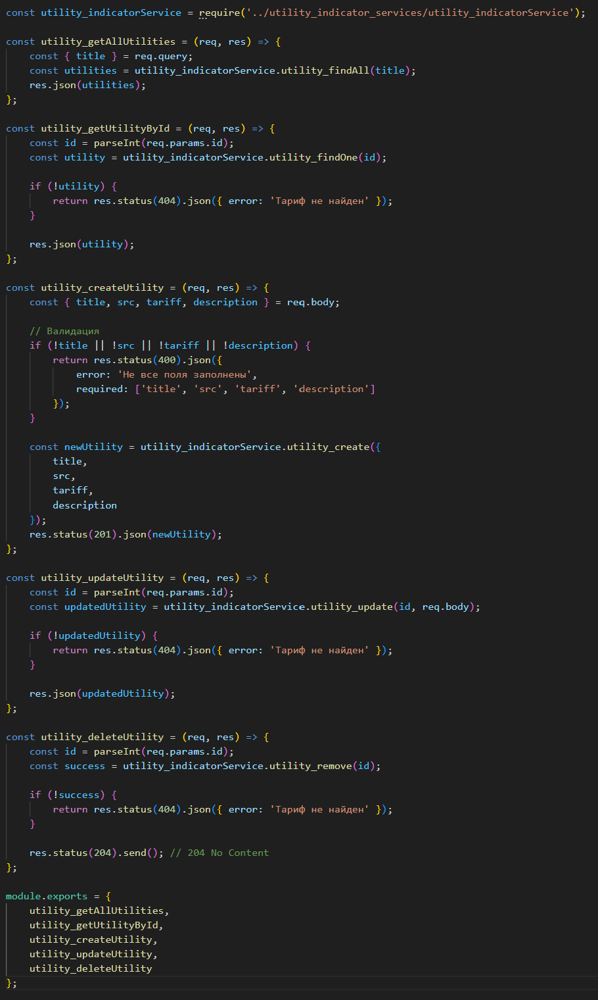 const utility_indicatorService = require('../utility_indicator_services/utility_indicatorService');

const utility_getAllUtilities = (req, res) => {
    const { title } = req.query;
    const utilities = utility_indicatorService.utility_findAll(title);
    res.json(utilities);
};

const utility_getUtilityById = (req, res) => {
    const id = parseInt(req.params.id);
    const utility = utility_indicatorService.utility_findOne(id);

    if (!utility) {
        return res.status(404).json({ error: 'Тариф не найден' });
    }

    res.json(utility);
};

const utility_createUtility = (req, res) => {
    const { title, src, tariff, description } = req.body;

    // Валидация
    if (!title || !src || !tariff || !description) {
        return res.status(400).json({
            error: 'Не все поля заполнены',
            required: ['title', 'src', 'tariff', 'description']
        });
    }

    const newUtility = utility_indicatorService.utility_create({
        title,
        src,
        tariff,
        description
    });
    res.status(201).json(newUtility);
};

const utility_updateUtility = (req, res) => {
    const id = parseInt(req.params.id);
    const updatedUtility = utility_indicatorService.utility_update(id, req.body);

    if (!updatedUtility) {
        return res.status(404).json({ error: 'Тариф не найден' });
    }

    res.json(updatedUtility);
};

const utility_deleteUtility = (req, res) => {
    const id = parseInt(req.params.id);
    const success = utility_indicatorService.utility_remove(id);

    if (!success) {
        return res.status(404).json({ error: 'Тариф не найден' });
    }

    res.status(204).send(); // 204 No Content
};

module.exports = {
    utility_getAllUtilities,
    utility_getUtilityById,
    utility_createUtility,
    utility_updateUtility,
    utility_deleteUtility
};